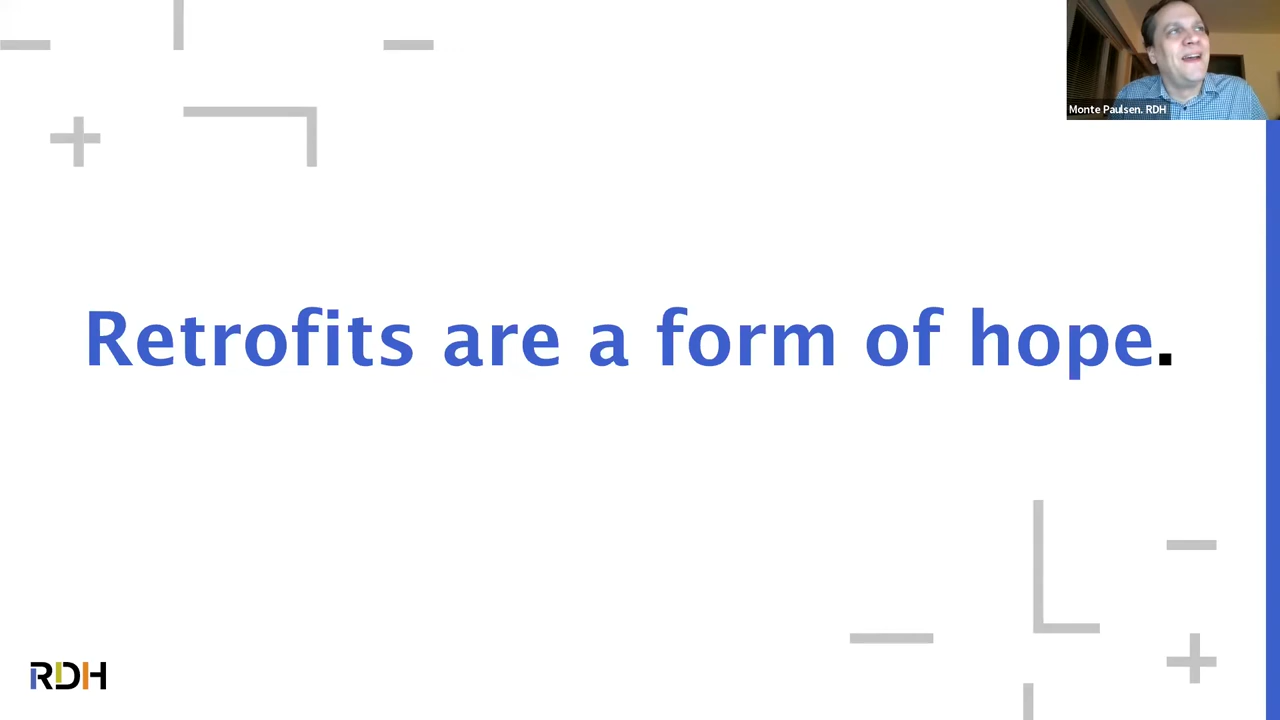 Monte Paulsen. RDH
Retrofits are a form of hope.
RDH